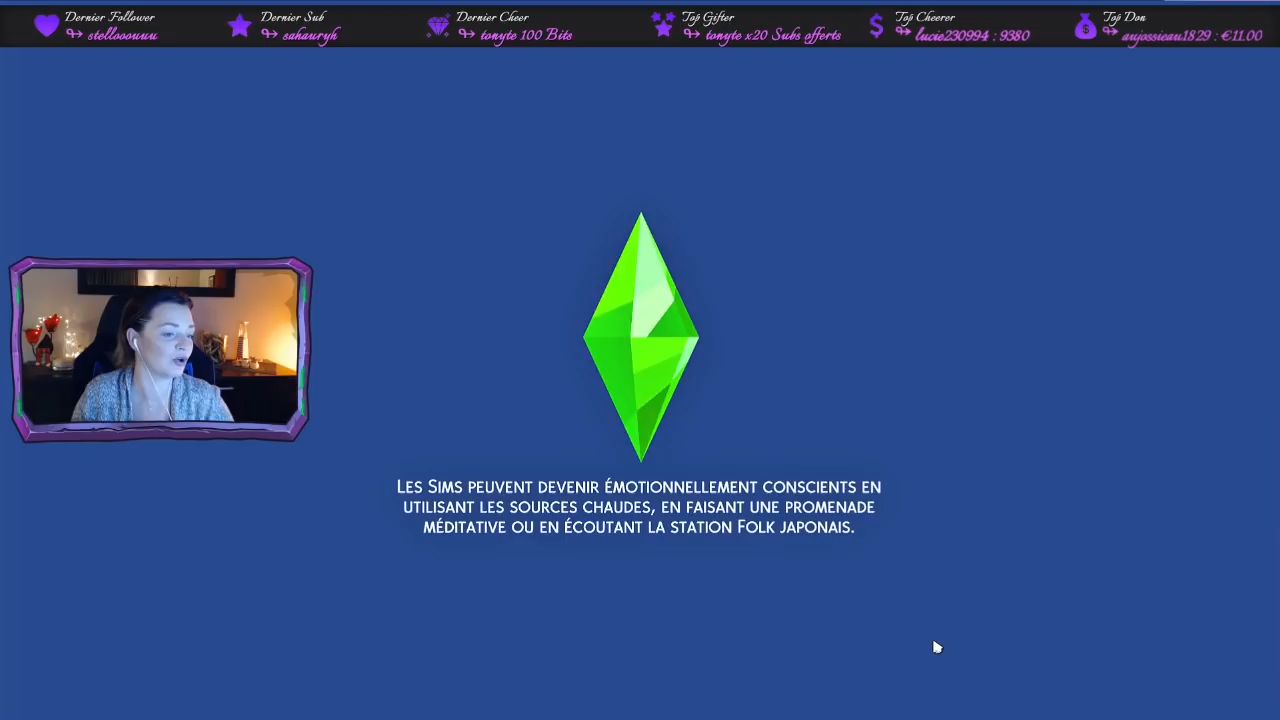 Dernier Follower
stellooouuu
Dernier Sub
sahauryh
Dernier Cheer
tonyte 100 Bits
Top Gifter
tonyte x20 Subs offerts
Top Cheerer
lucie230994 : 9380
Top Don
aujossieau1829 : €11.00
Les Sims peuvent devenir émotionnellement conscients en
utilisant les sources chaudes, en faisant une promenade
méditative ou en écoutant la station Folk japonais.